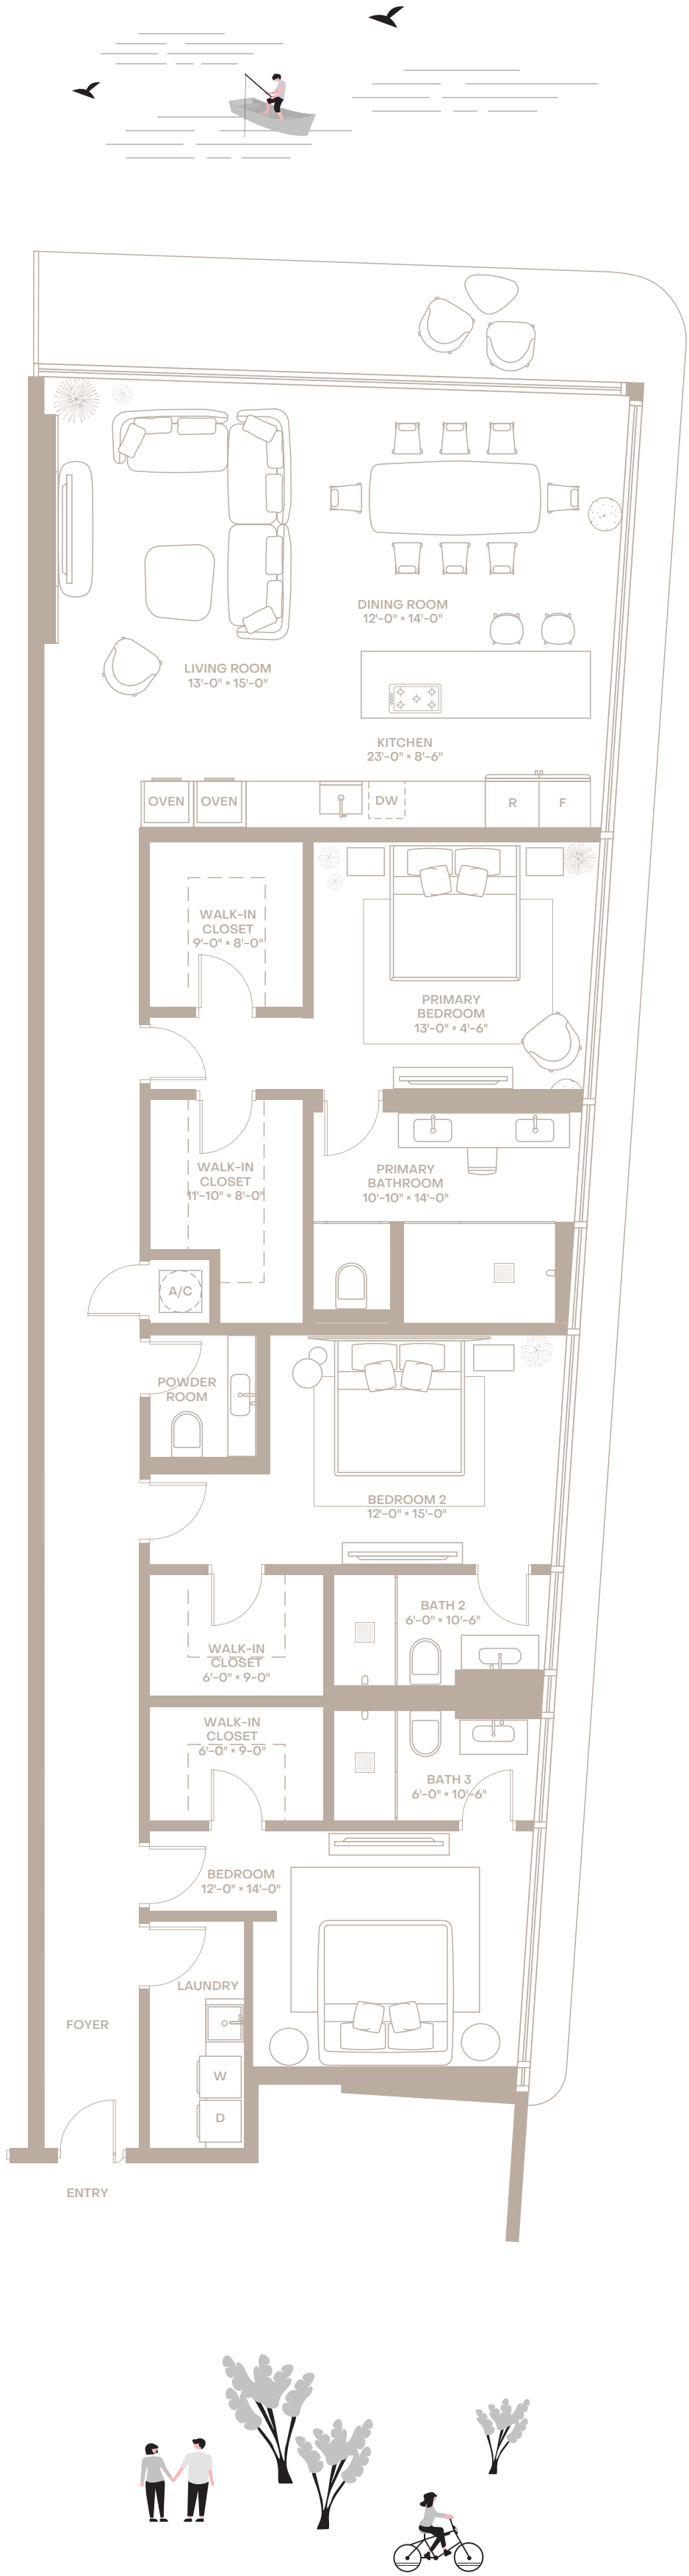 DINING ROOM
12'-0" × 14'-0"
LIVING ROOM
13'-0" × 15'-0"
KITCHEN
23'-0" × 8'-6"
OVEN
OVEN
DW
R
F
WALK-IN
CLOSET
9'-0" × 8'-0"
PRIMARY
BEDROOM
13'-0" × 4'-6"
WALK-IN
CLOSET
11'-10" × 8'-0"
PRIMARY
BATHROOM
10'-10" × 14'-0"
A/C
POWDER
ROOM
BEDROOM 2
12'-0" × 15'-0"
BATH 2
6'-0" × 10'-6"
WALK-IN
CLOSET
6'-0" × 9-0"
WALK-IN
CLOSET
6'-0" × 9-0"
BATH 3
6'-0" × 10'-6"
BEDROOM
12'-0" × 14'-0"
LAUNDRY
FOYER
W
D
ENTRY